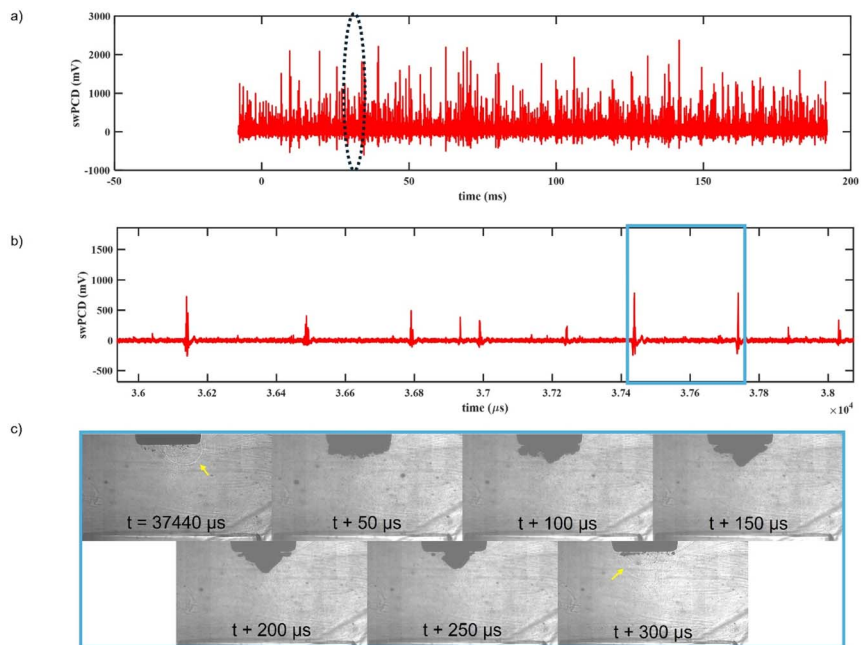 a)
3000
2000
1000
0
-1000
swPCD (mV)
-50
0
50
100
150
200
time (ms)
b)
1500
1000
500
0
-500
swPCD (mV)
3.6
3.62
3.64
3.66
3.68
3.7
3.72
3.74
3.76
3.78
3.8
time (μs)
×10⁴
c)
t = 37440 μs
t + 50 μs
t + 100 μs
t + 150 μs
t + 200 μs
t + 250 μs
t + 300 μs